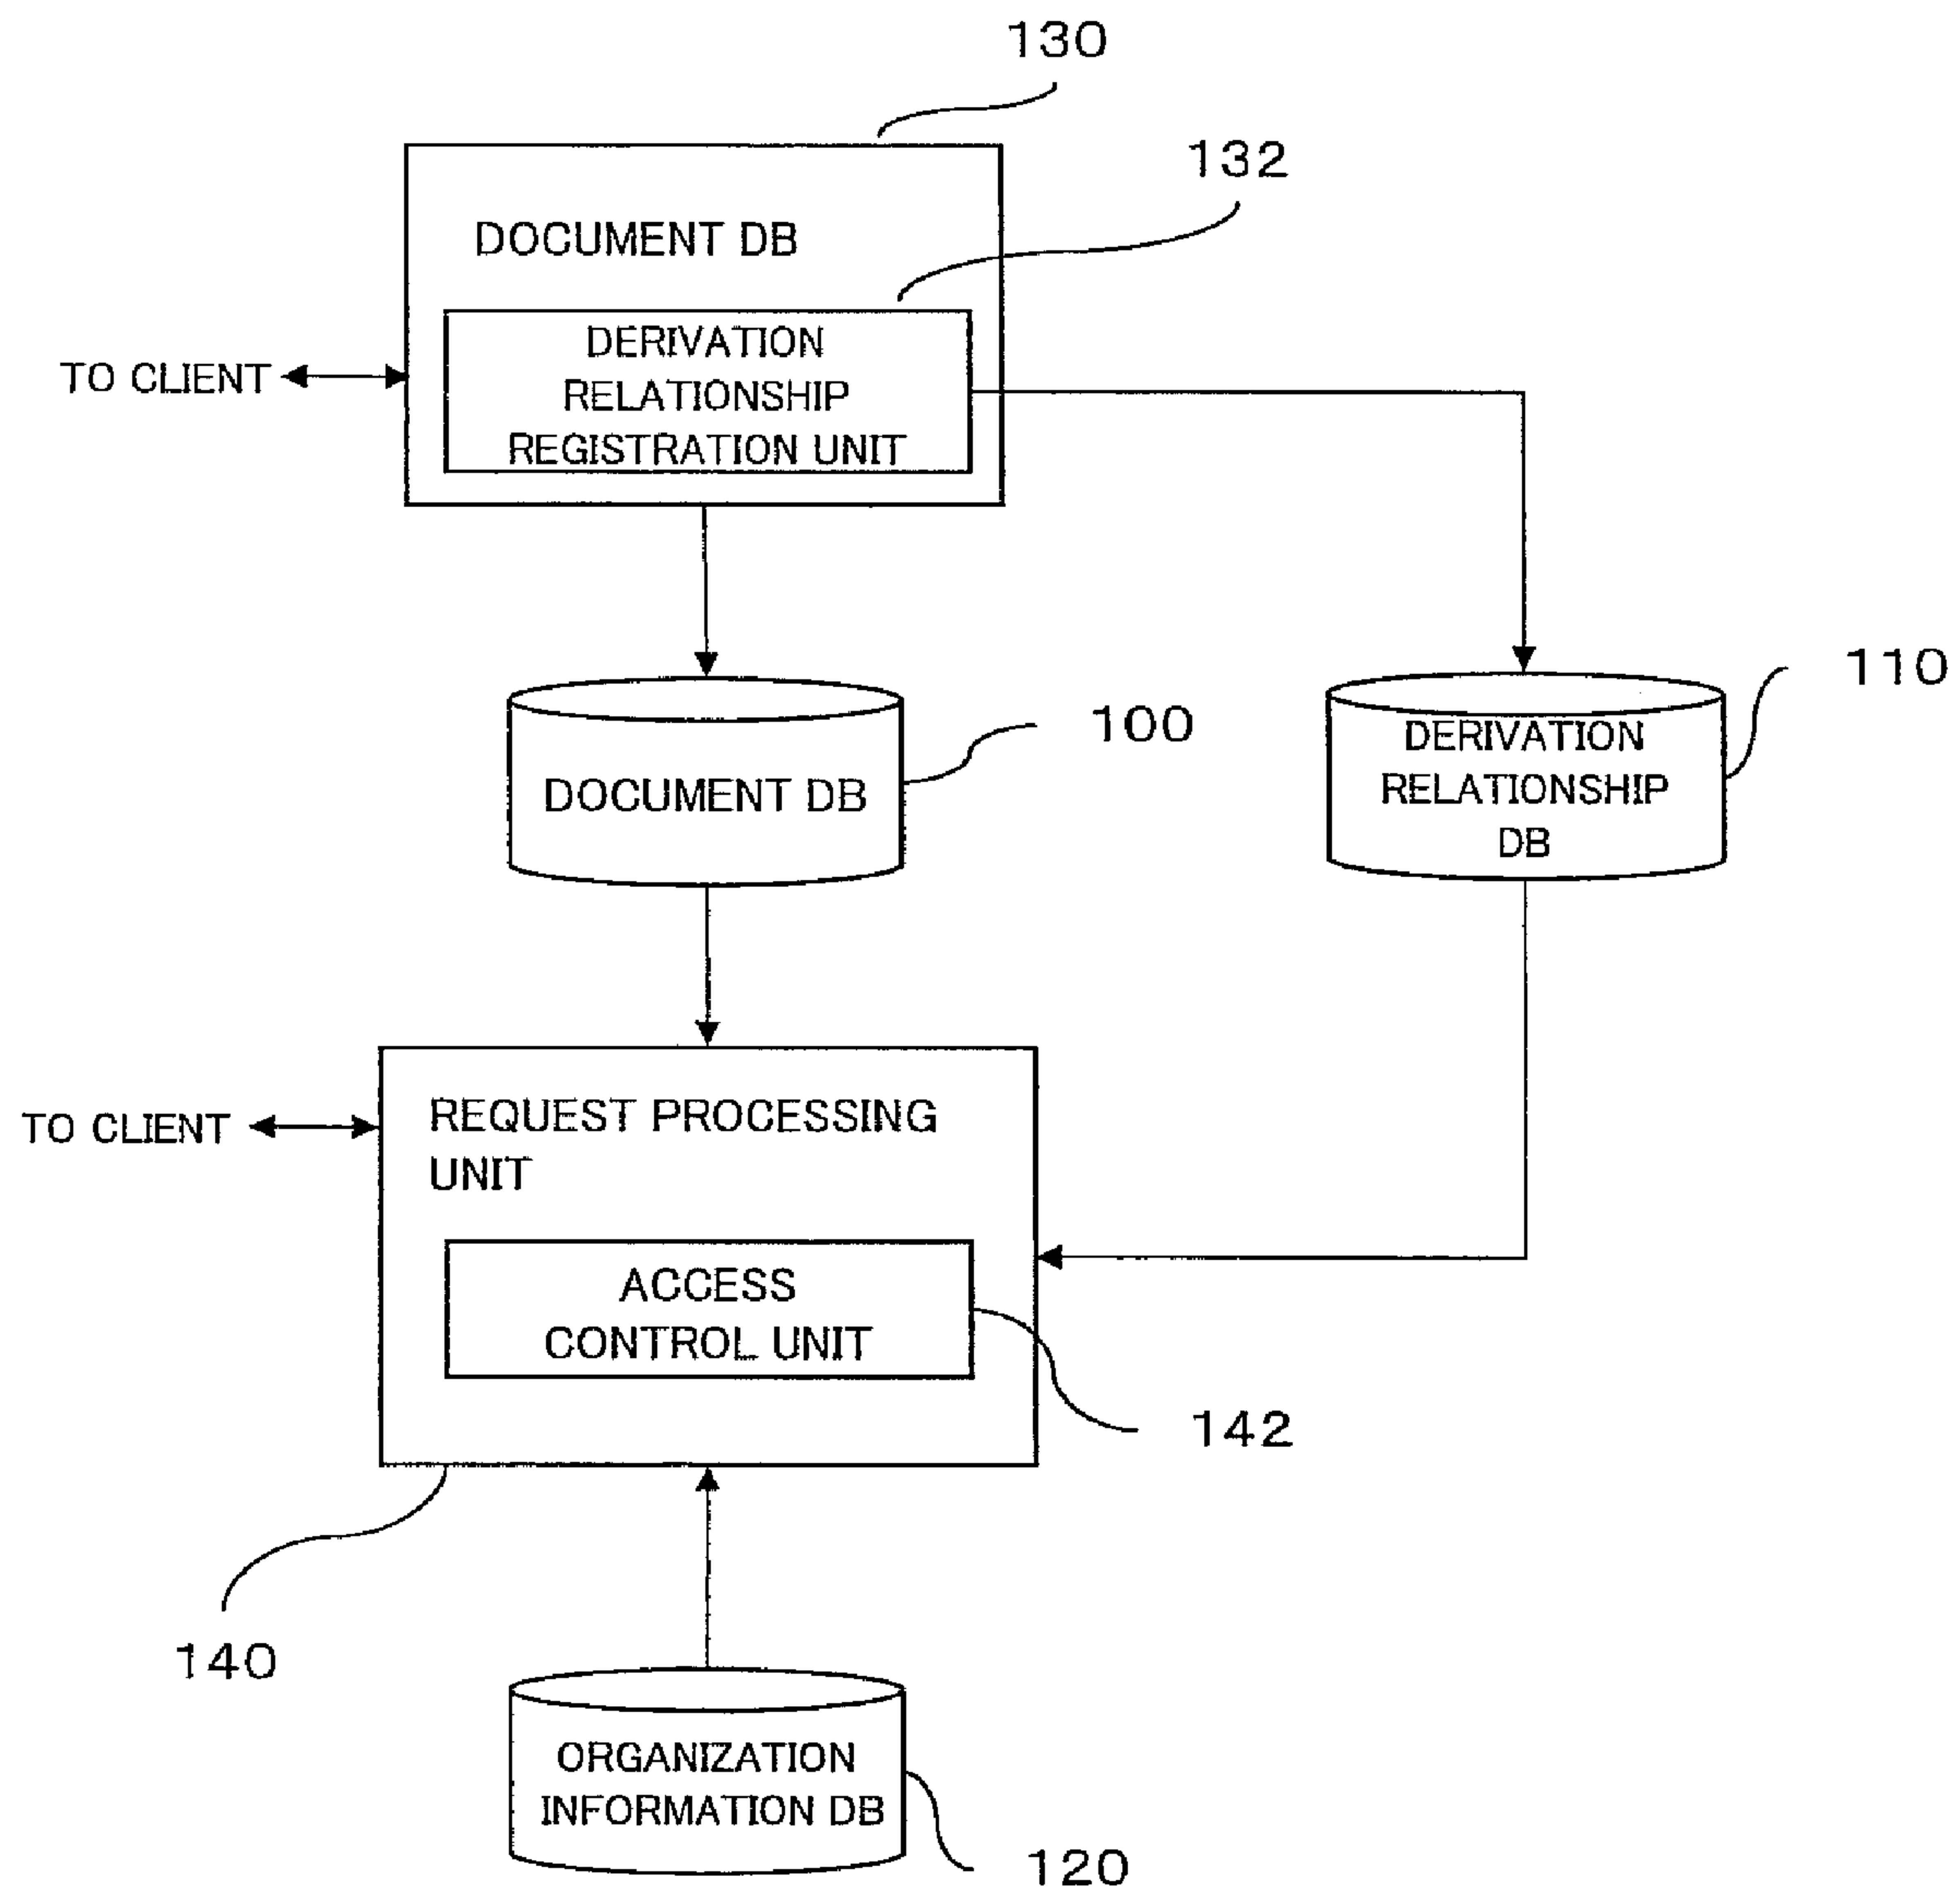 130
132
DOCUMENT DB
DERIVATION
RELATIONSHIP
REGISTRATION UNIT
TO CLIENT
110
100
DERIVATION
RELATIONSHIP
DB
DOCUMENT DB
TO CLIENT
REQUEST PROCESSING
UNIT
ACCESS
CONTROL UNIT
142
140
ORGANIZATION
INFORMATION DB
120